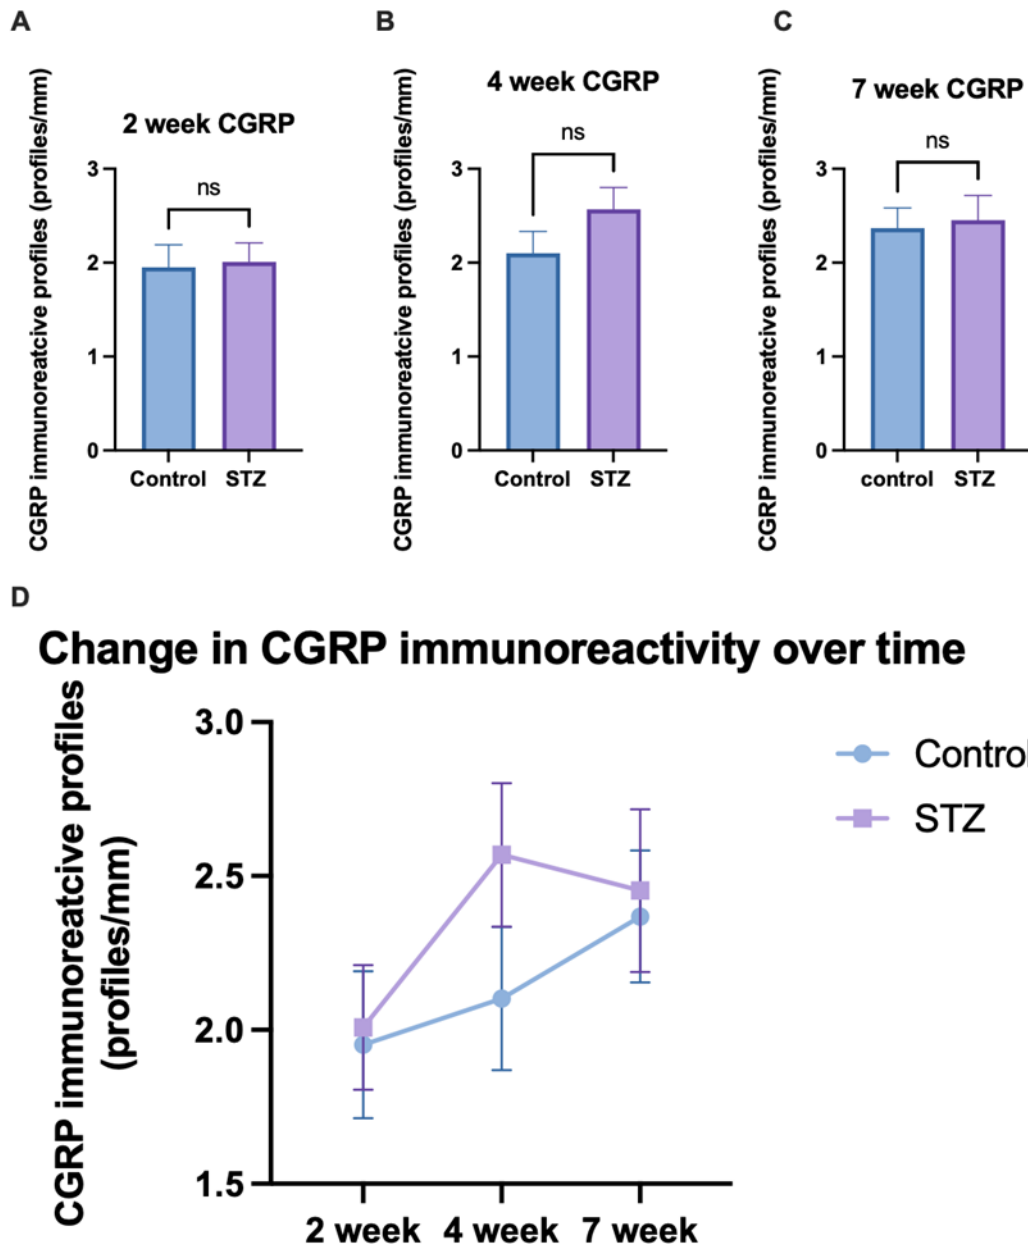 A
B
C
CGRP immunoreatcive profiles (profiles/mm)
2 week CGRP
ns
3
2
1
0
Control STZ
CGRP immunoreatcive profiles (profiles/mm)
4 week CGRP
ns
3
2
1
0
Control STZ
CGRP immunoreatcive profiles (profiles/mm)
7 week CGRP
ns
3
2
1
0
control STZ
D
Change in CGRP immunoreactivity over time
CGRP immunoreatcive profiles
(profiles/mm)
3.0
2.5
2.0
1.5
2 week 4 week 7 week
Control
STZ